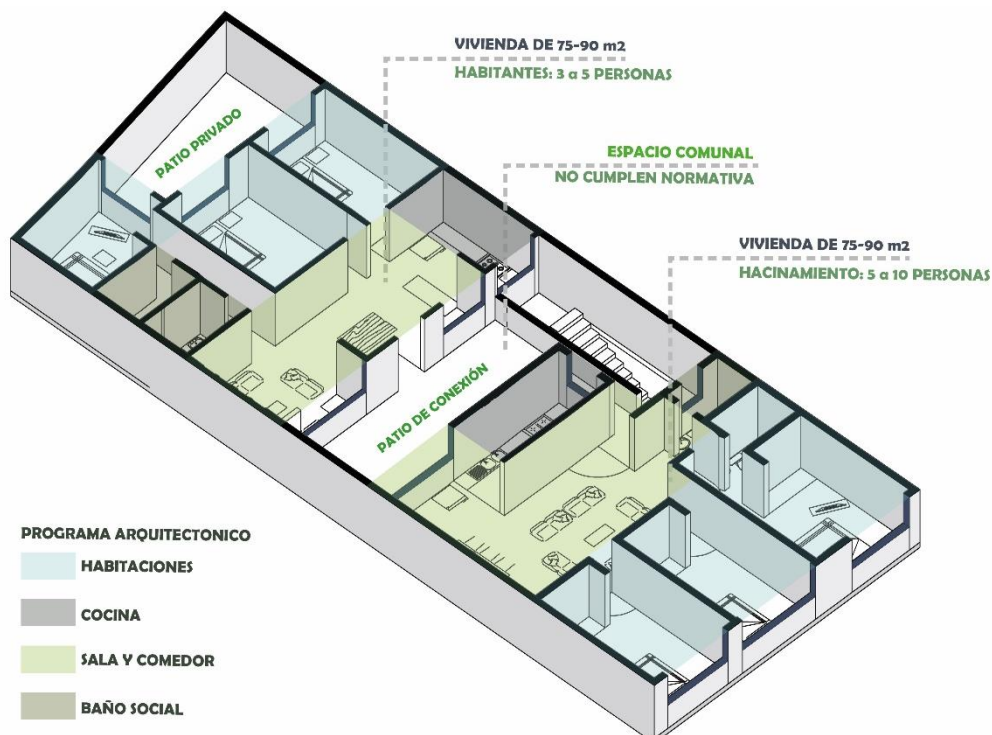 VIVIENDA DE 75-90 m2
HABITANTES: 3 a 5 PERSONAS
PATIO PRIVADO
ESPACIO COMUNAL
NO CUMPLEN NORMATIVA
VIVIENDA DE 75-90 m2
HACINAMIENTO: 5 a 10 PERSONAS
PATIO DE CONEXIÓN
PROGRAMA ARQUITECTONICO
HABITACIONES
COCINA
SALA Y COMEDOR
BAÑO SOCIAL